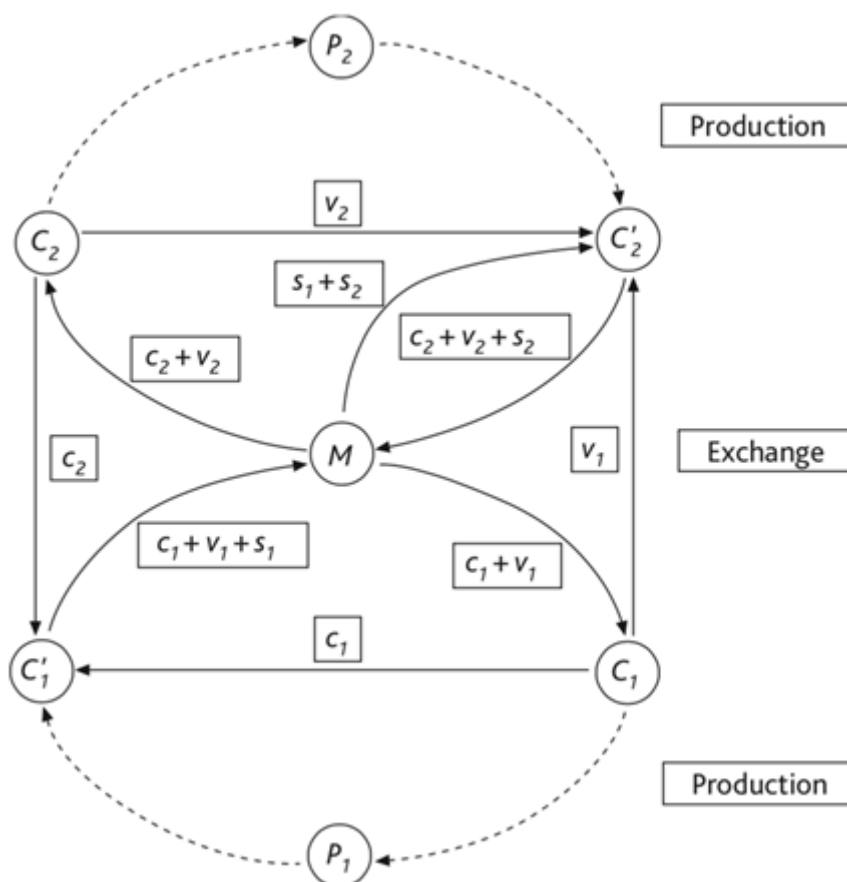 P₂
Production
v₂
C₂
C′₂
s₁ + s₂
c₂ + v₂ + s₂
c₂ + v₂
M
c₂
v₁
Exchange
c₁ + v₁ + s₁
c₁ + v₁
c₁
C′₁
C₁
Production
P₁